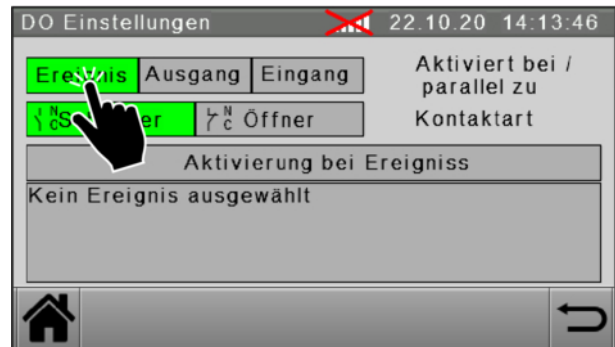 DO Einstellungen 22.10.20 14:13:46
Ereignis Ausgang Eingang Aktiviert bei /
parallel zu
N C Öffner Kontaktart
Aktivierung bei Ereigniss
Kein Ereignis ausgewählt